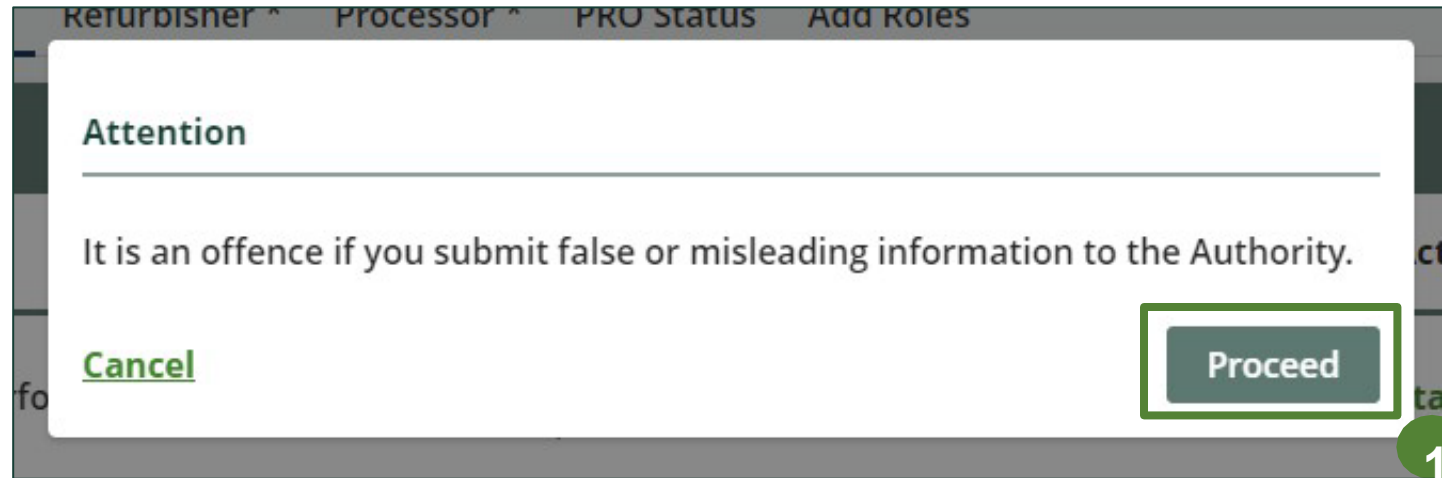 Refurbisher ^ Processor ^ PRO Status Add Roles
Attention
It is an offence if you submit false or misleading information to the Authority.
Cancel
Proceed
1